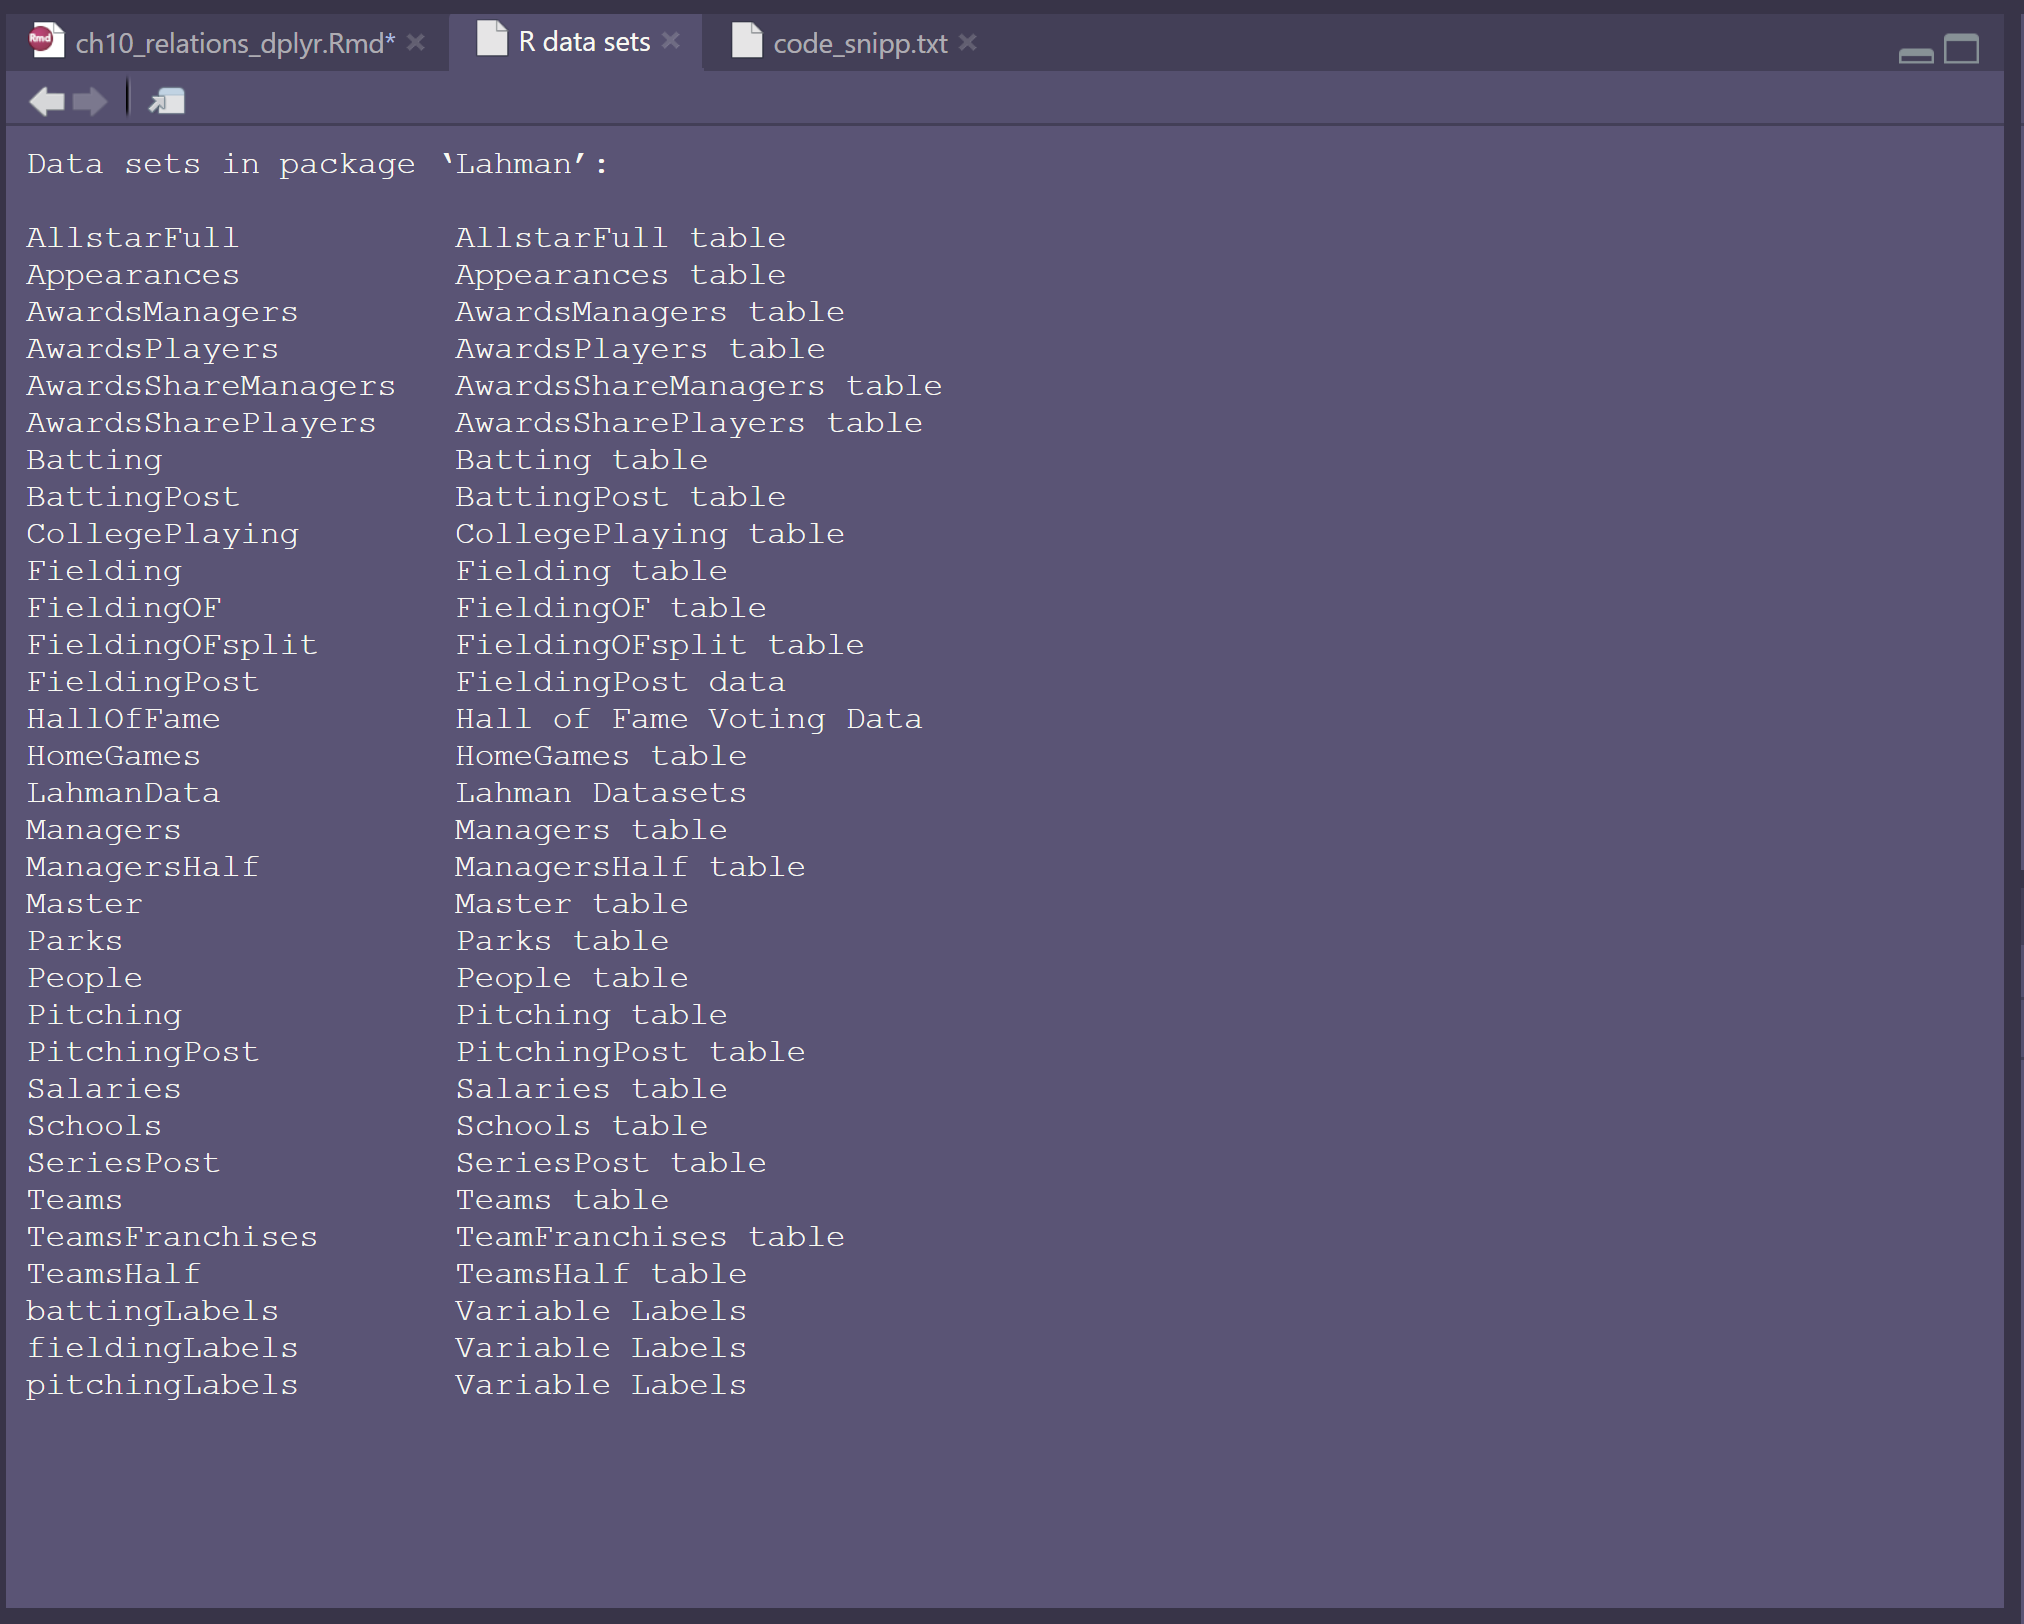 ch10_relations_dplyr.Rmd* R data sets code_snipp.txt
Data sets in package ‘Lahman’:
AllstarFull AllstarFull table
Appearances Appearances table
AwardsManagers AwardsManagers table
AwardsPlayers AwardsPlayers table
AwardsShareManagers AwardsShareManagers table
AwardsSharePlayers AwardsSharePlayers table
Batting Batting table
BattingPost BattingPost table
CollegePlaying CollegePlaying table
Fielding Fielding table
FieldingOF FieldingOF table
FieldingOFsplit FieldingOFsplit table
FieldingPost FieldingPost data
HallOfFame Hall of Fame Voting Data
HomeGames HomeGames table
LahmanData Lahman Datasets
Managers Managers table
ManagersHalf ManagersHalf table
Master Master table
Parks Parks table
People People table
Pitching Pitching table
PitchingPost PitchingPost table
Salaries Salaries table
Schools Schools table
SeriesPost SeriesPost table
Teams Teams table
TeamsFranchises TeamFranchises table
TeamsHalf TeamsHalf table
battingLabels Variable Labels
fieldingLabels Variable Labels
pitchingLabels Variable Labels